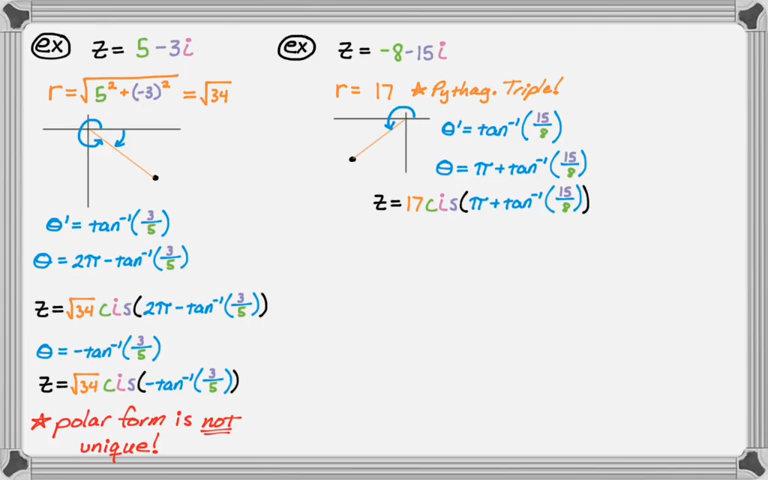 ex z = 5-3i
r = √5² + (-3)² = √34
θ' = tan⁻¹(3/5)
θ = 2π - tan⁻¹(3/5)
z = √34 cis(2π - tan⁻¹(3/5))
θ = -tan⁻¹(3/5)
z = √34 cis(-tan⁻¹(3/5))
* polar form is not
unique!
ex z = -8-15i
r = 17 * Pythag. Triple!
θ' = tan⁻¹(15/8)
θ = π + tan⁻¹(15/8)
z = 17 cis(π + tan⁻¹(15/8))